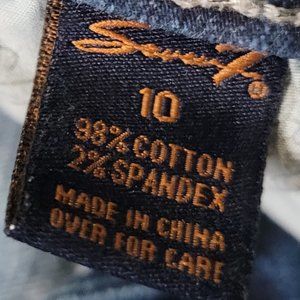 Seven7®
10
98% COTTON
2% SPANDEX
MADE IN CHINA
OVER FOR CARE